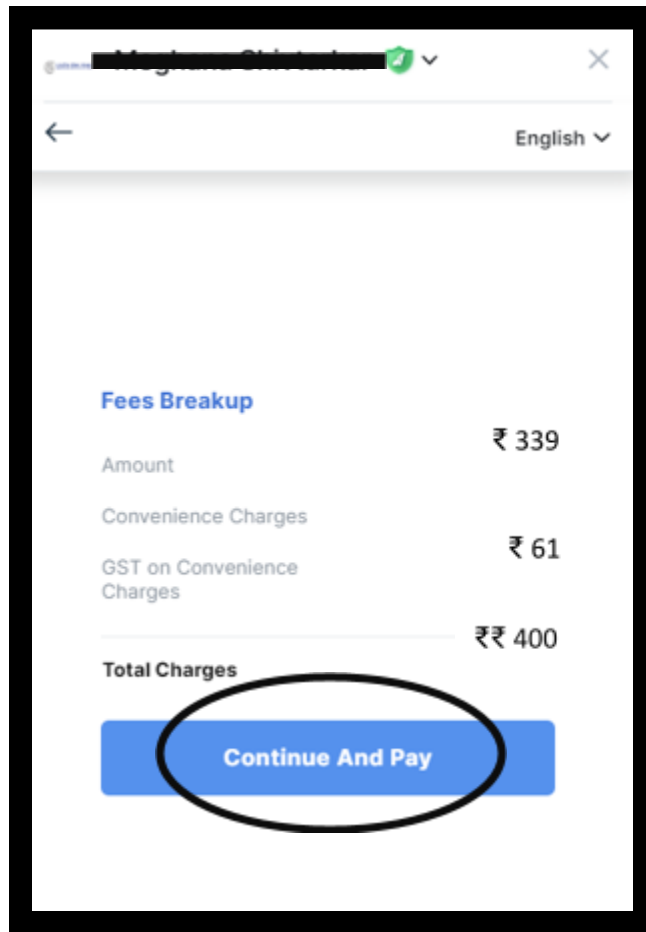 English
Fees Breakup
₹ 339
Amount
Convenience Charges
₹ 61
GST on Convenience
Charges
₹₹ 400
Total Charges
Continue And Pay